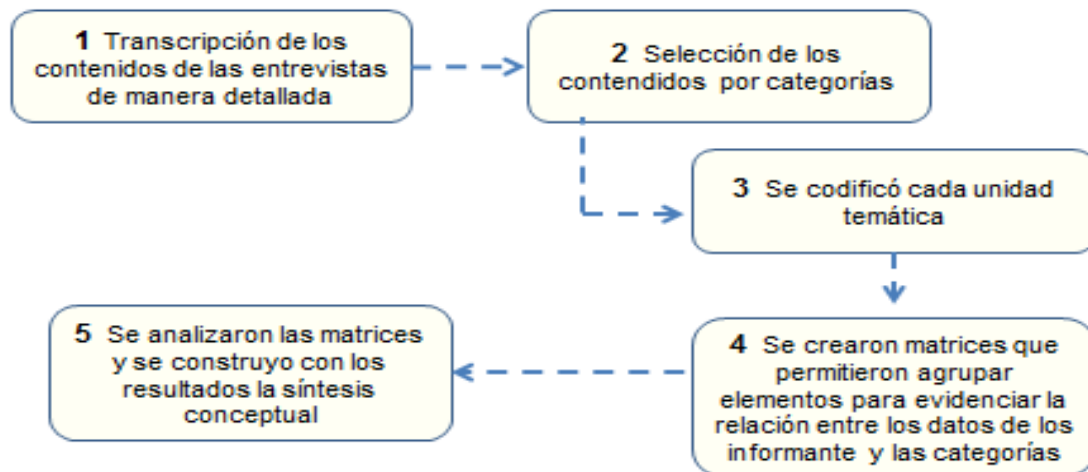 1 Transcripción de los
contenidos de las entrevistas
de manera detallada
2 Selección de los
contendidos por categorías
3 Se codificó cada unidad
temática
4 Se crearon matrices que
permitieron agrupar
elementos para evidenciar la
relación entre los datos de los
informante y las categorías
5 Se analizaron las matrices
y se construyo con los
resultados la síntesis
conceptual